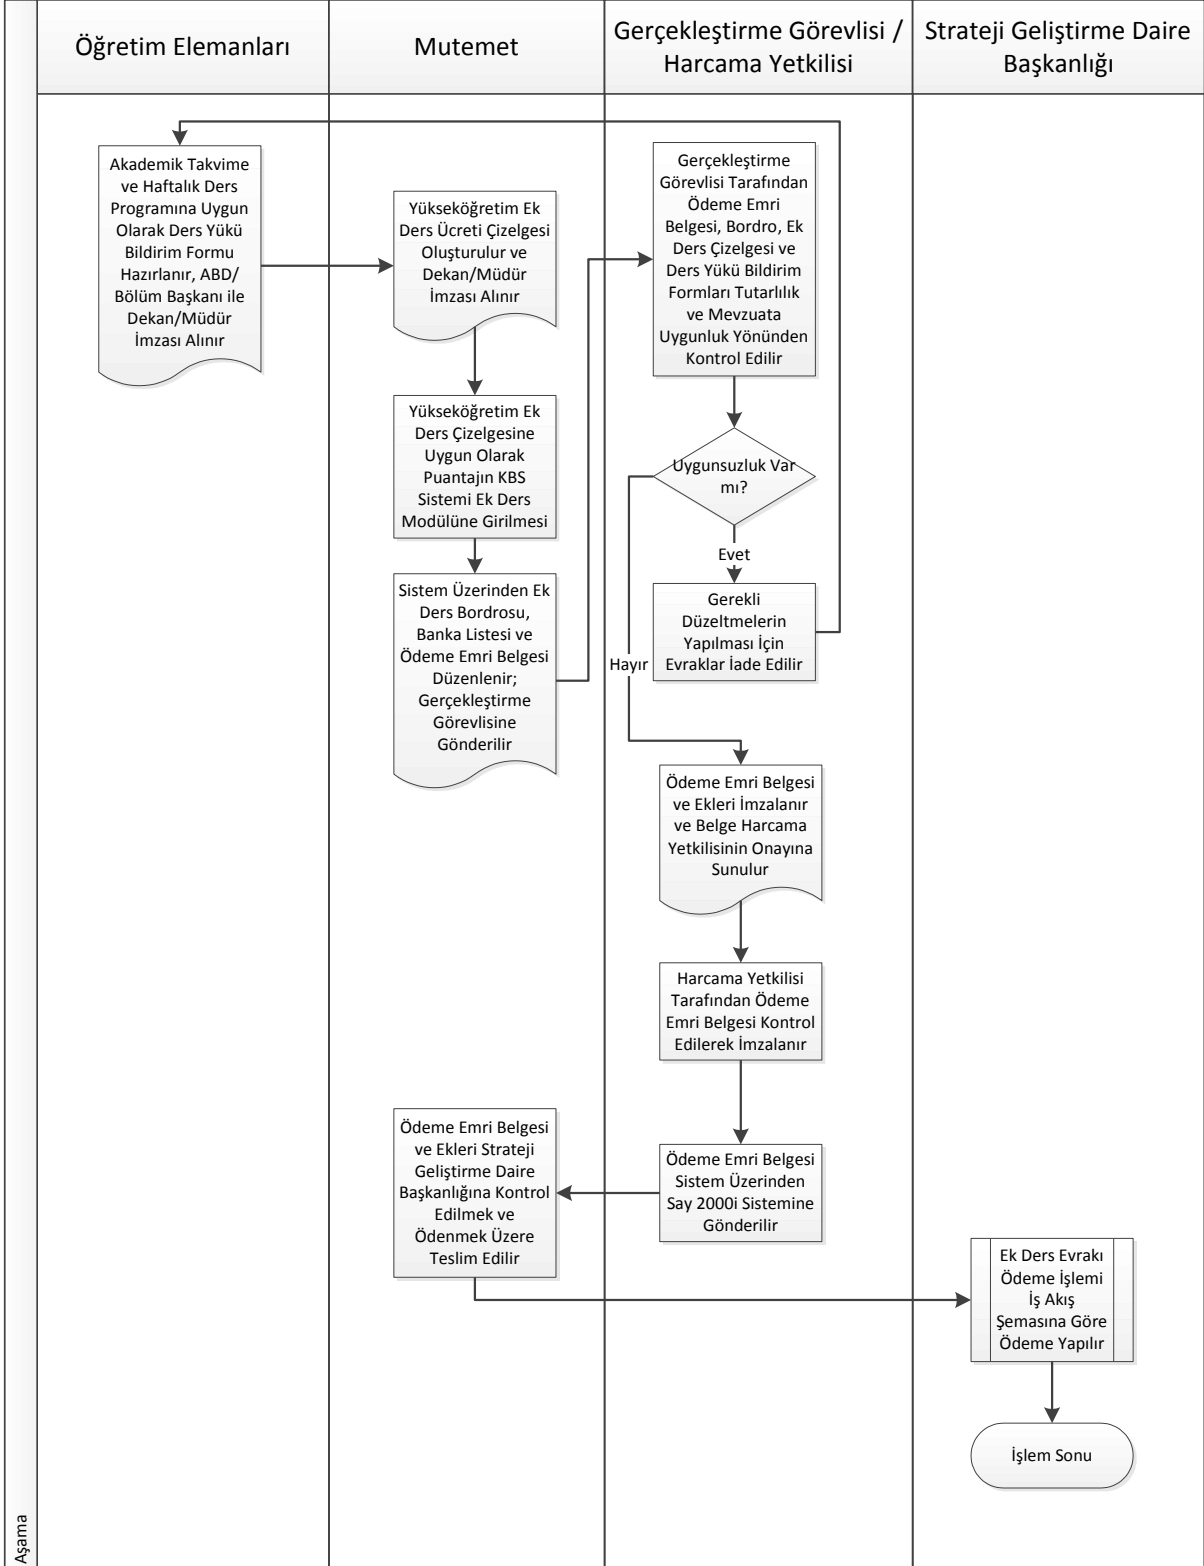 Öğretim Elemanları
Mutemet
Gerçekleştirme Görevlisi /
Harcama Yetkilisi
Strateji Geliştirme Daire
Başkanlığı
Akademik Takvime
ve Haftalık Ders
Programına Uygun
Olarak Ders Yükü
Bildirim Formu
Hazırlanır, ABD/
Bölüm Başkanı ile
Dekan/Müdür
İmzası Alınır
Yükseköğretim Ek
Ders Ücreti Çizelgesi
Oluşturulur ve
Dekan/Müdür
İmzası Alınır
Yükseköğretim Ek
Ders Çizelgesine
Uygun Olarak
Puantajın KBS
Sistemi Ek Ders
Modülüne Girilmesi
Sistem Üzerinden Ek
Ders Bordrosu,
Banka Listesi ve
Ödeme Emri Belgesi
Düzenlenir;
Gerçekleştirme
Görevlisine
Gönderilir
Gerçekleştirme
Görevlisi Tarafından
Ödeme Emri
Belgesi, Bordro, Ek
Ders Çizelgesi ve
Ders Yükü Bildirim
Formları Tutarlılık
ve Mevzuata
Uygunluk Yönünden
Kontrol Edilir
Uygunsuzluk Var
mı?
Evet
Gerekli
Düzeltmelerin
Yapılması İçin
Evraklar İade Edilir
Hayır
Ödeme Emri Belgesi
ve Ekleri İmzalanır
ve Belge Harcama
Yetkilisinin Onayına
Sunulur
Harcama Yetkilisi
Tarafından Ödeme
Emri Belgesi Kontrol
Edilerek İmzalanır
Ödeme Emri Belgesi
Sistem Üzerinden
Say 2000i Sistemine
Gönderilir
Ödeme Emri Belgesi
ve Ekleri Strateji
Geliştirme Daire
Başkanlığına Kontrol
Edilmek ve
Ödenmek Üzere
Teslim Edilir
Ek Ders Evrakı
Ödeme İşlemi
İş Akış
Şemasına Göre
Ödeme Yapılır
İşlem Sonu
Aşama